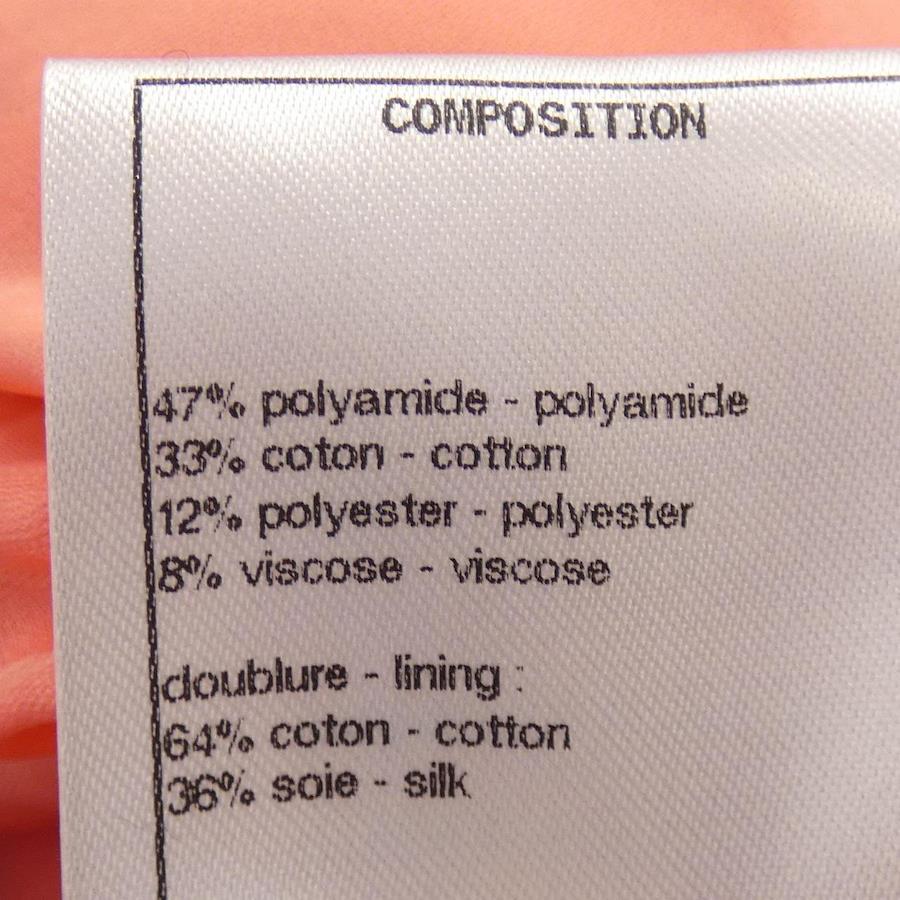 COMPOSITION
47% polyamide - polyamide
33% coton - cotton
12% polyester - polyester
8% viscose - viscose
doublure - lining :
64% coton - cotton
36% soie - silk